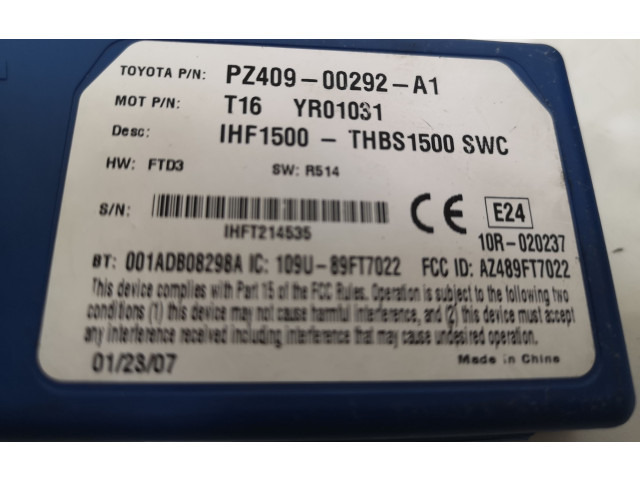 TOYOTA P/N: PZ409-00292-A1
MOT P/N: T16 YR01031
Desc: IHF1500 - THBS1500 SWC
HW: FTD3 SW: R514
S/N:
IHFT214535
CE E24
10R-020237
BT: 001ADB08298A IC: 109U-89FT7022 FCC ID: AZ489FT7022
This device complies with Part 15 of the FCC Rules. Operation is subject to the following two
conditions (1) this device may not cause harmful interference, and (2) this device must accept
any interference received including interference that may cause undesired operation.
01/23/07 Made in China